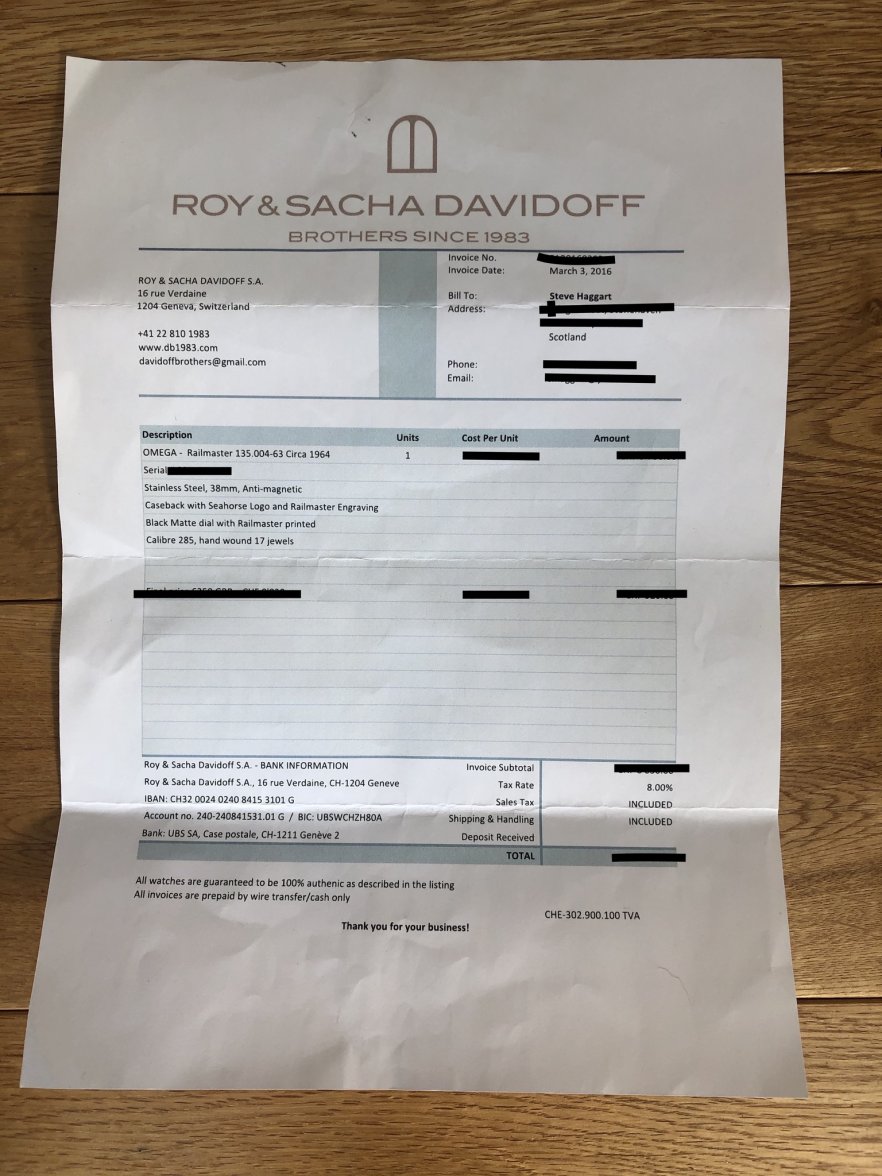 ROY & SACHA DAVIDOFF
BROTHERS SINCE 1983
ROY & SACHA DAVIDOFF S.A.
16 rue Verdaine
1204 Geneva, Switzerland
+41 22 810 1983
www.db1983.com
davidoffbrothers@gmail.com
Invoice No.
Invoice Date: March 3, 2016
Bill To: Steve Haggart
Address:
Scotland
Phone:
Email:
Description Units Cost Per Unit Amount
OMEGA - Railmaster 135.004-63 Circa 1964 1
Serial
Stainless Steel, 38mm, Anti-magnetic
Caseback with Seahorse Logo and Railmaster Engraving
Black Matte dial with Railmaster printed
Calibre 285, hand wound 17 jewels
Roy & Sacha Davidoff S.A. - BANK INFORMATION
Roy & Sacha Davidoff S.A., 16 rue Verdaine, CH-1204 Geneve
IBAN: CH32 0024 0240 8415 3101 G
Account no. 240-240841531.01 G / BIC: UBSWCHZH80A
Bank: UBS SA, Case postale, CH-1211 Genève 2
Invoice Subtotal
Tax Rate 8.00%
Sales Tax INCLUDED
Shipping & Handling INCLUDED
Deposit Received
TOTAL
All watches are guaranteed to be 100% authenic as described in the listing
All invoices are prepaid by wire transfer/cash only
CHE-302.900.100 TVA
Thank you for your business!